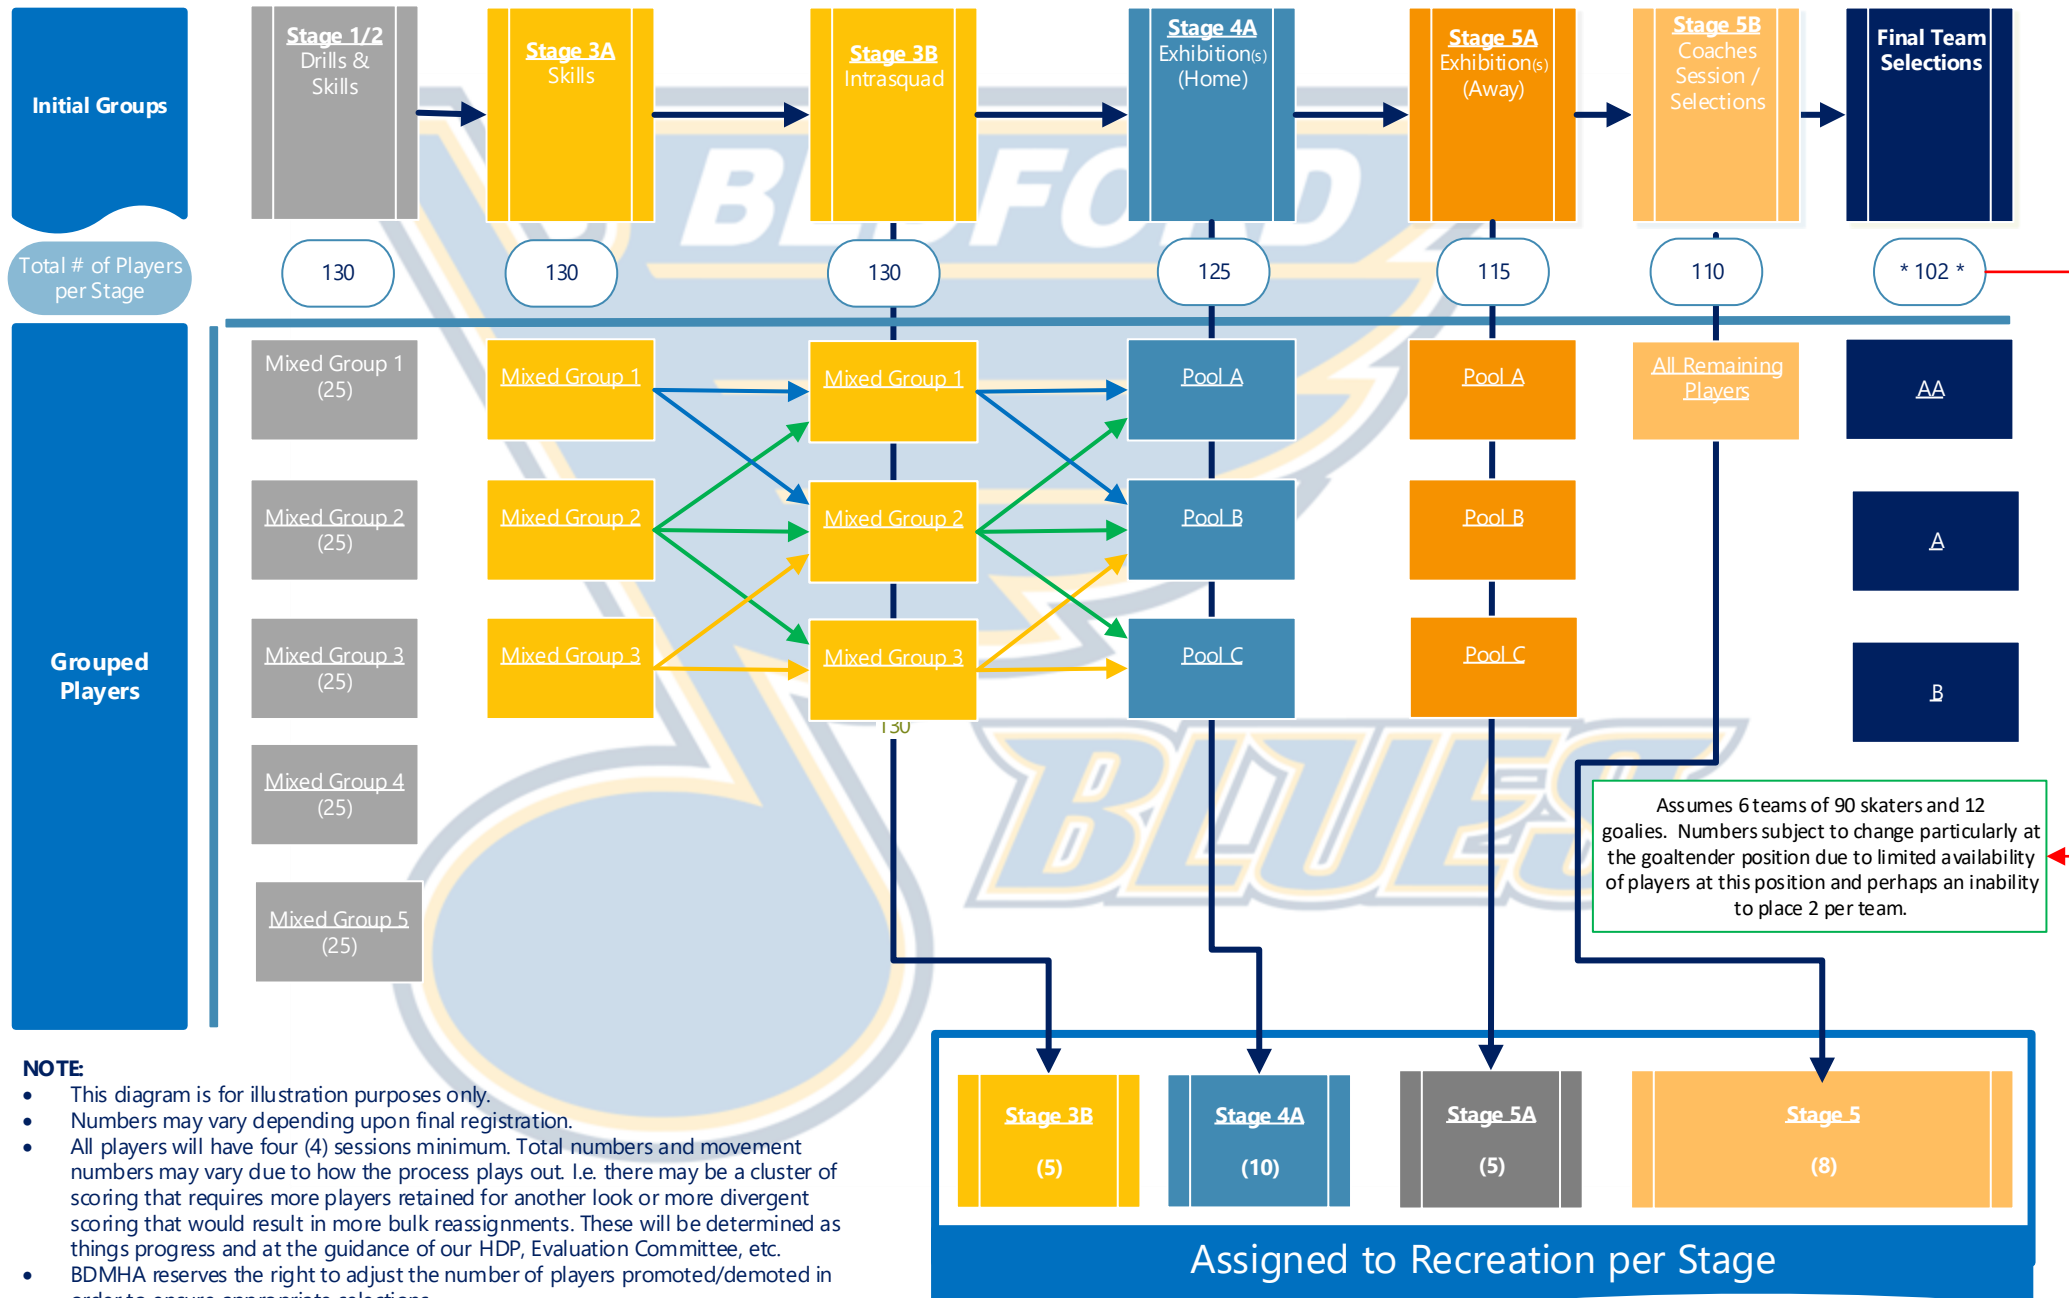 Initial Groups
Stage 1/2
Drills &
Skills
Stage 3A
Skills
Stage 3B
Intrasquad
Stage 4A
Exhibition(s)
(Home)
Stage 5A
Exhibition(s)
(Away)
Stage 5B
Coaches
Session /
Selections
Final Team
Selections
BEDFORD
Total # of Players
per Stage
130
130
130
125
115
110
* 102 *
Grouped
Players
Mixed Group 1
(25)
Mixed Group 1
Mixed Group 1
Pool A
Pool A
All Remaining
Players
AA
Mixed Group 2
(25)
Mixed Group 2
Mixed Group 2
Pool B
Pool B
A
Mixed Group 3
(25)
Mixed Group 3
Mixed Group 3
Pool C
Pool C
B
130
Mixed Group 4
(25)
Mixed Group 5
(25)
BLUES
Assumes 6 teams of 90 skaters and 12
goalies. Numbers subject to change particularly at
the goaltender position due to limited availability
of players at this position and perhaps an inability
to place 2 per team.
NOTE:
• This diagram is for illustration purposes only.
• Numbers may vary depending upon final registration.
• All players will have four (4) sessions minimum. Total numbers and movement
numbers may vary due to how the process plays out. I.e. there may be a cluster of
scoring that requires more players retained for another look or more divergent
scoring that would result in more bulk reassignments. These will be determined as
things progress and at the guidance of our HDP, Evaluation Committee, etc.
• BDMHA reserves the right to adjust the number of players promoted/demoted in
order to ensure appropriate selections
Stage 3B
(5)
Stage 4A
(10)
Stage 5A
(5)
Stage 5
(8)
Assigned to Recreation per Stage